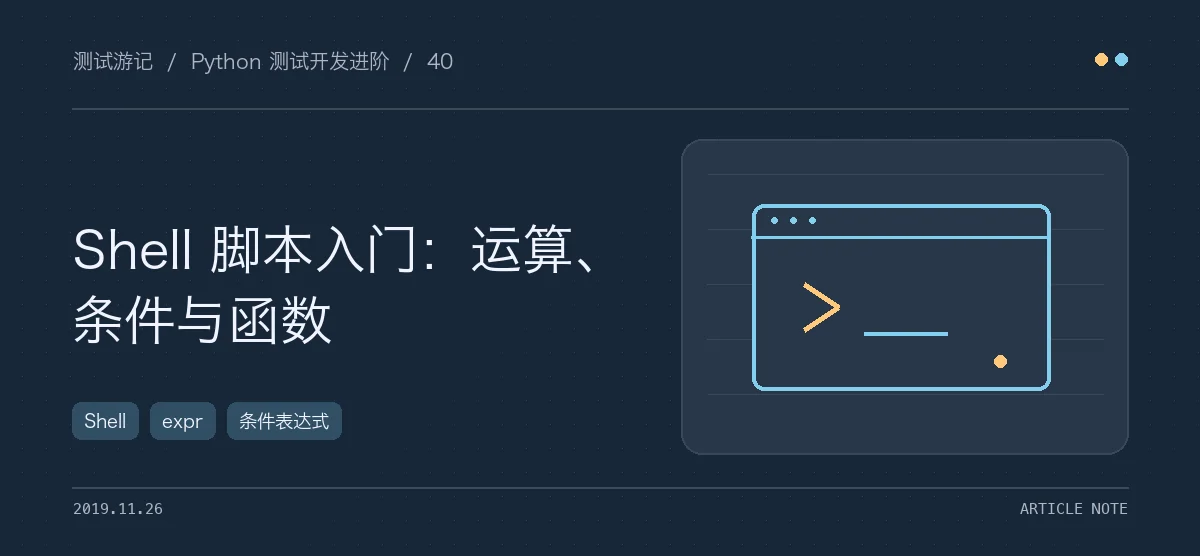 测试游记 / Python 测试开发进阶 / 40
Shell 脚本入门：运算、
条件与函数
Shell expr 条件表达式
2019.11.26 ARTICLE NOTE